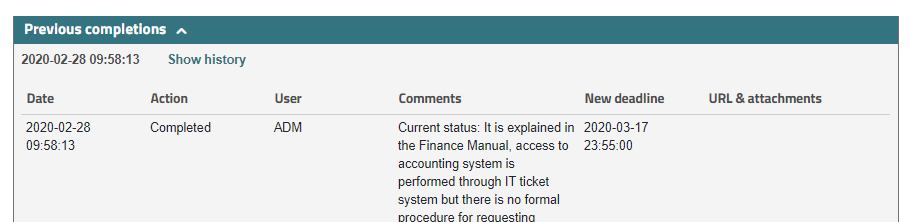 Previous completions
2020-02-28 09:58:13 Show history
Date Action User Comments New deadline URL & attachments
2020-02-28 Completed ADM Current status: It is explained in 2020-03-17
09:58:13 the Finance Manual, access to 23:55:00
accounting system is
performed through IT ticket
system but there is no formal
procedure for requesting